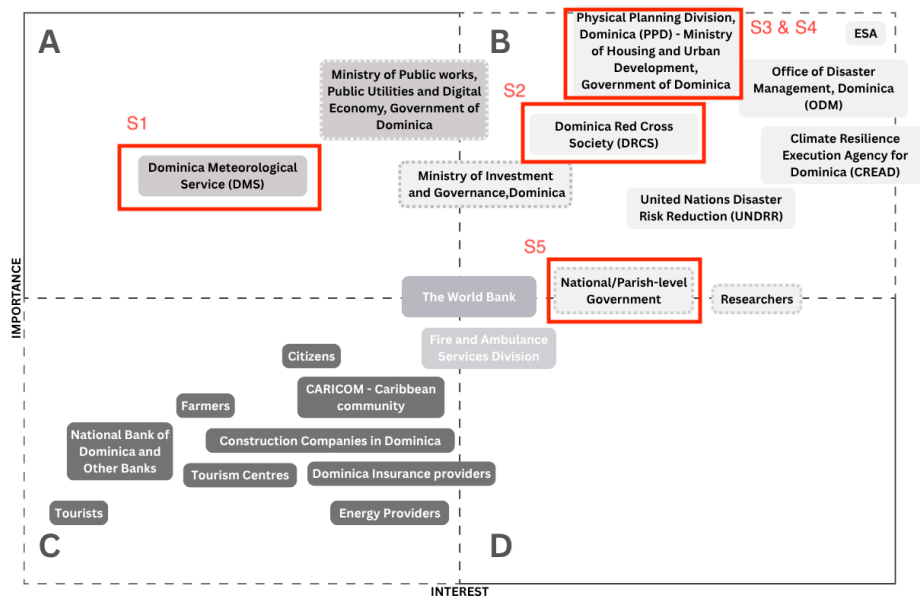 A
B
Physical Planning Division,
Dominica (PPD) - Ministry
of Housing and Urban
Development,
Government of Dominica
S3 & S4
ESA
Ministry of Public works,
Public Utilities and Digital
Economy, Government of
Dominica
S2
Office of Disaster
Management, Dominica
(ODM)
S1
Dominica Red Cross
Society (DRCS)
Climate Resilience
Execution Agency for
Dominica (CREAD)
Dominica Meteorological
Service (DMS)
Ministry of Investment
and Governance,Dominica
United Nations Disaster
Risk Reduction (UNDRR)
S5
National/Parish-level
Government
The World Bank
Researchers
IMPORTANCE
Fire and Ambulance
Services Division
Citizens
CARICOM - Caribbean
community
Farmers
National Bank of
Dominica and
Other Banks
Construction Companies in Dominica
Tourism Centres
Dominica Insurance providers
Tourists
Energy Providers
C
D
INTEREST